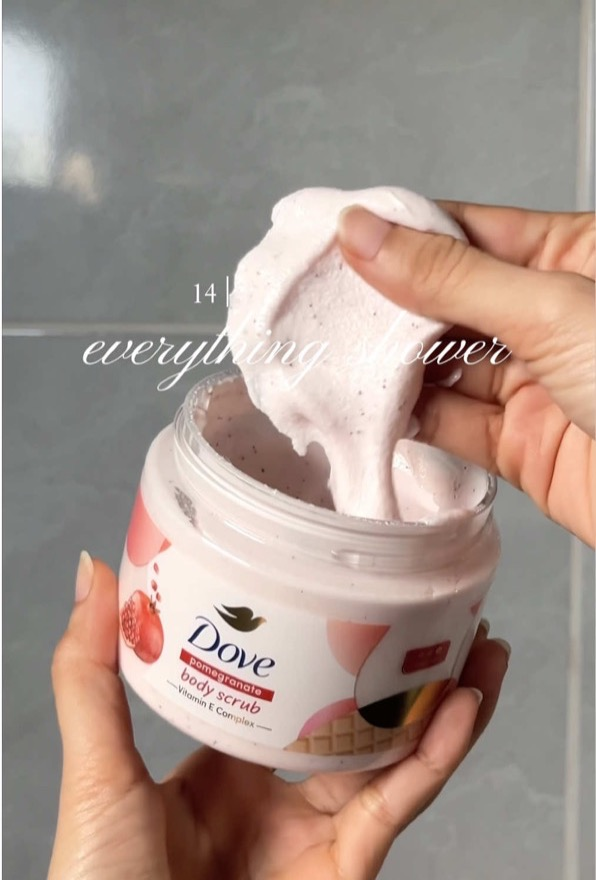 14 |
everything shower
Dove
pomegranate
body scrub
Vitamin E Complex